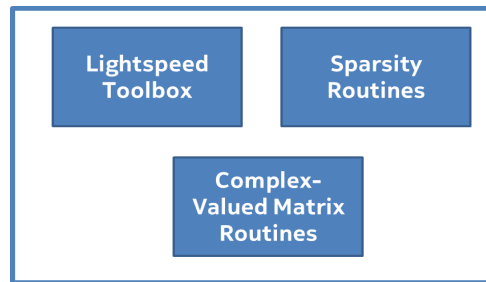 Lightspeed
Toolbox
Sparsity
Routines
Complex-
Valued Matrix
Routines